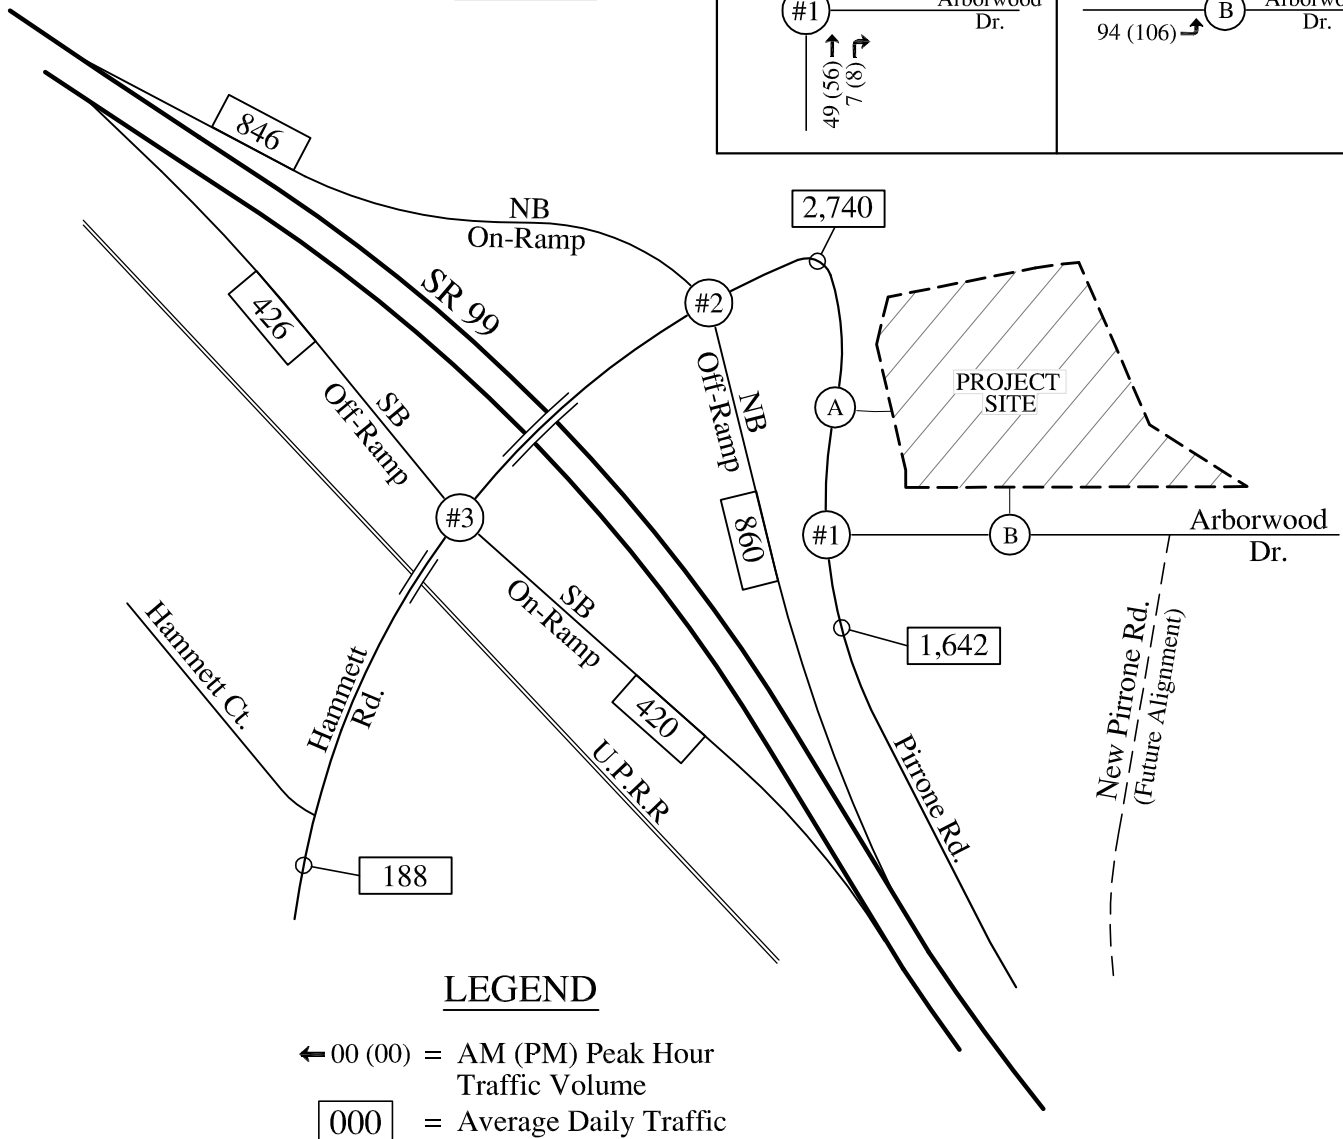 #1
Dr.
49 (56)
7 (8)
94 (106)
B
Dr.
846
NB
On-Ramp
2,740
SR 99
#2
426
SB
Off-Ramp
NB
Off-Ramp
PROJECT
SITE
A
#3
860
#1
B
Arborwood
Dr.
SB
On-Ramp
1,642
Hammett Ct.
Hammett
Rd.
420
U.P.R.R
Pirrone Rd.
New Pirrone Rd.
(Future Alignment)
188
LEGEND
00 (00) = AM (PM) Peak Hour
Traffic Volume
000 = Average Daily Traffic